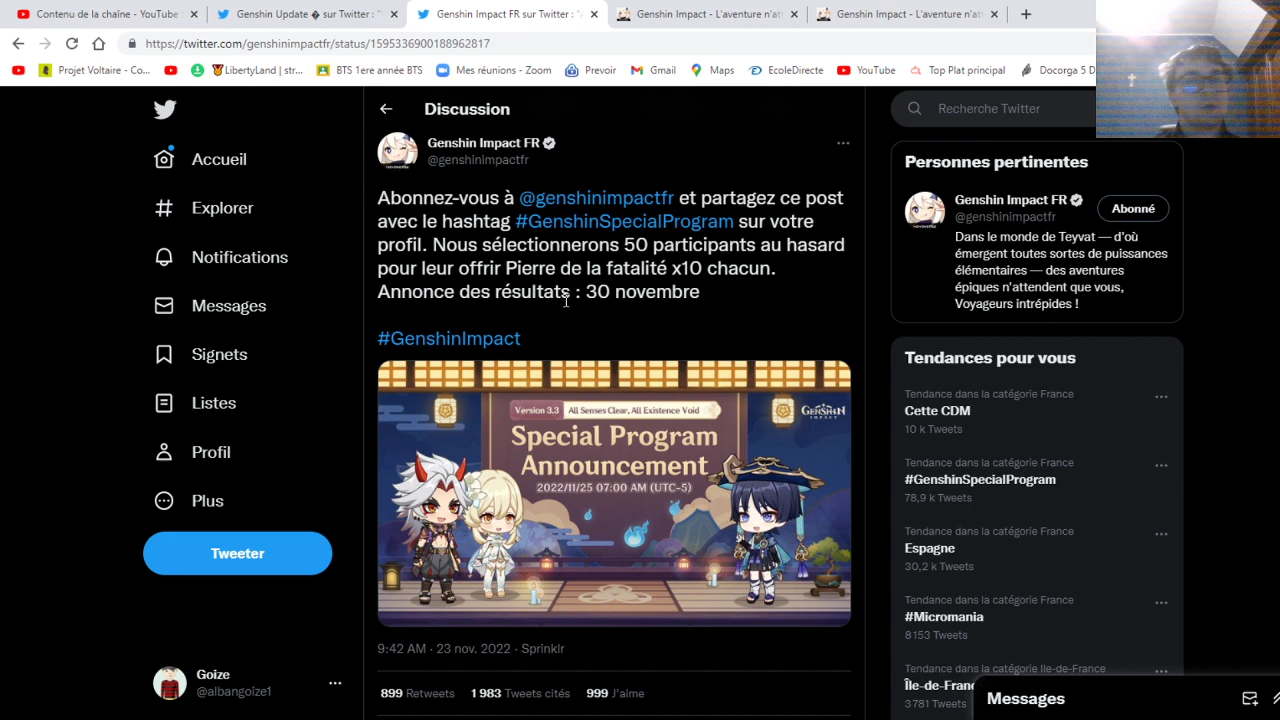 Contenu de la chaîne - YouTube
Genshin Update � sur Twitter : "
Genshin Impact FR sur Twitter : "
Genshin Impact - L'aventure n'att
Genshin Impact - L'aventure n'att
https://twitter.com/genshinimpactfr/status/1595336900188962817
Projet Voltaire - Co...
LibertyLand | str...
BTS 1ere année BTS
Mes réunions - Zoom
Prevoir
Gmail
Maps
EcoleDirecte
YouTube
Top Plat principal
Docorga 5 D
Accueil
Explorer
Notifications
Messages
Signets
Listes
Profil
Plus
Tweeter
Goize
@albangoize1
Discussion
Genshin Impact FR
@genshinimpactfr
Abonnez-vous à @genshinimpactfr et partagez ce post
avec le hashtag #GenshinSpecialProgram sur votre
profil. Nous sélectionnerons 50 participants au hasard
pour leur offrir Pierre de la fatalité x10 chacun.
Annonce des résultats : 30 novembre
#GenshinImpact
Version 3.3 All Senses Clear, All Existence Void
GENSHIN
IMPACT
Special Program
Announcement
2022/11/25 07:00 AM (UTC-5)
9:42 AM · 23 nov. 2022 · Sprinklr
899 Retweets 1 983 Tweets cités 999 J'aime
Recherche Twitter
Personnes pertinentes
Genshin Impact FR
@genshinimpactfr
Abonné
Dans le monde de Teyvat — d'où
émergent toutes sortes de puissances
élémentaires — des aventures
épiques n'attendent que vous,
Voyageurs intrépides !
Tendances pour vous
Tendance dans la catégorie France
Cette CDM
10 k Tweets
Tendance dans la catégorie France
#GenshinSpecialProgram
78,9 k Tweets
Tendance dans la catégorie France
Espagne
30,2 k Tweets
Tendance dans la catégorie France
#Micromania
8153 Tweets
Tendance dans la catégorie Ile-de-France
Île-de-Fran
3781 Tweets
Messages